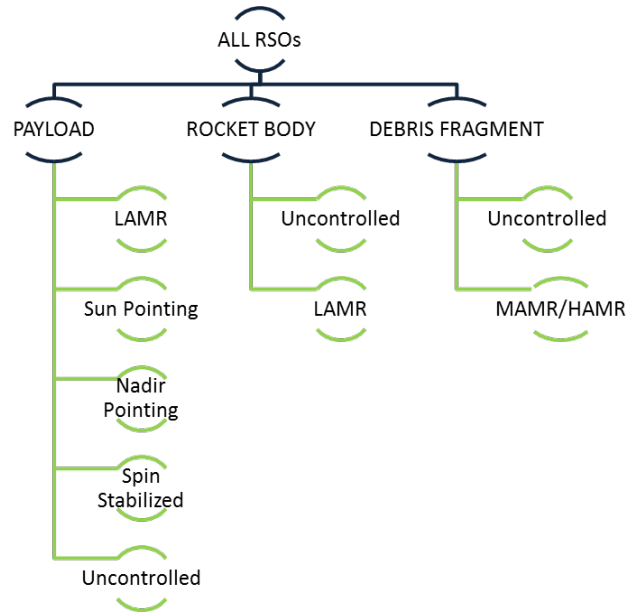 ALL RSOs
PAYLOAD
ROCKET BODY
DEBRIS FRAGMENT
LAMR
Sun Pointing
Nadir
Pointing
Spin
Stabilized
Uncontrolled
Uncontrolled
LAMR
Uncontrolled
MAMR/HAMR